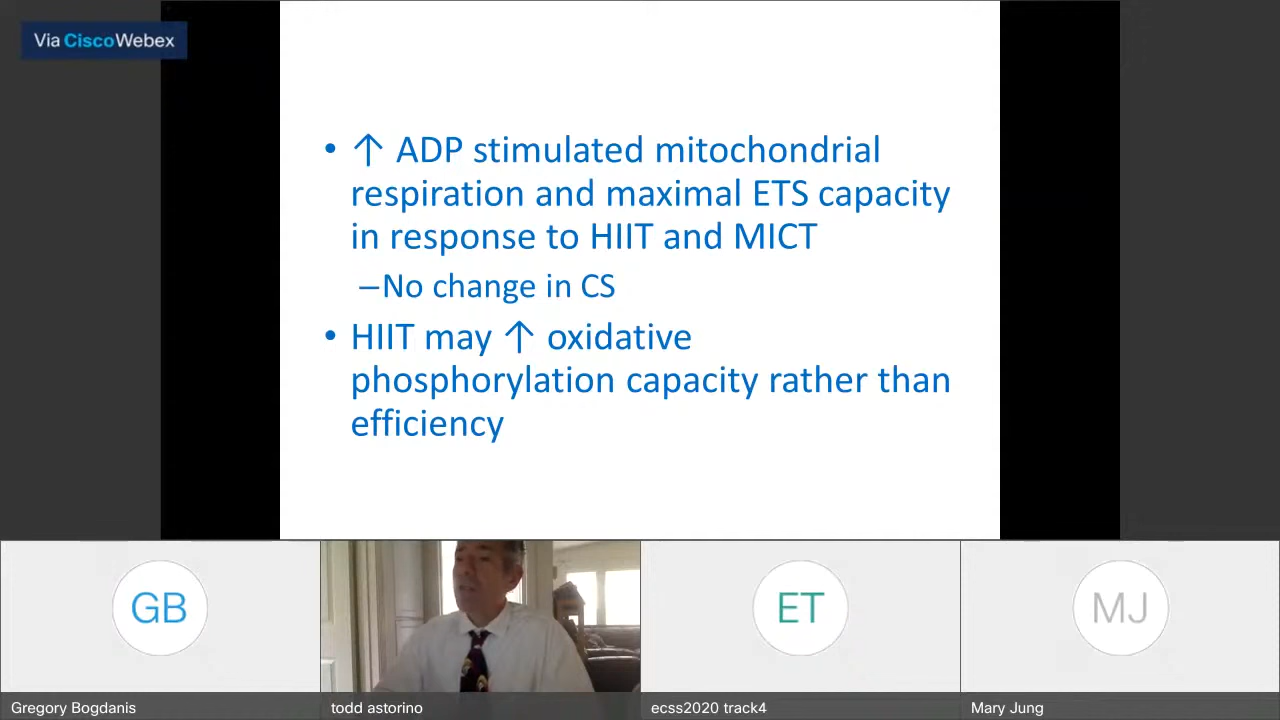 Via CiscoWebex
• ↑ ADP stimulated mitochondrial
respiration and maximal ETS capacity
in response to HIIT and MICT
–No change in CS
• HIIT may ↑ oxidative
phosphorylation capacity rather than
efficiency
GB
ET
MJ
Gregory Bogdanis
todd astorino
ecss2020 track4
Mary Jung